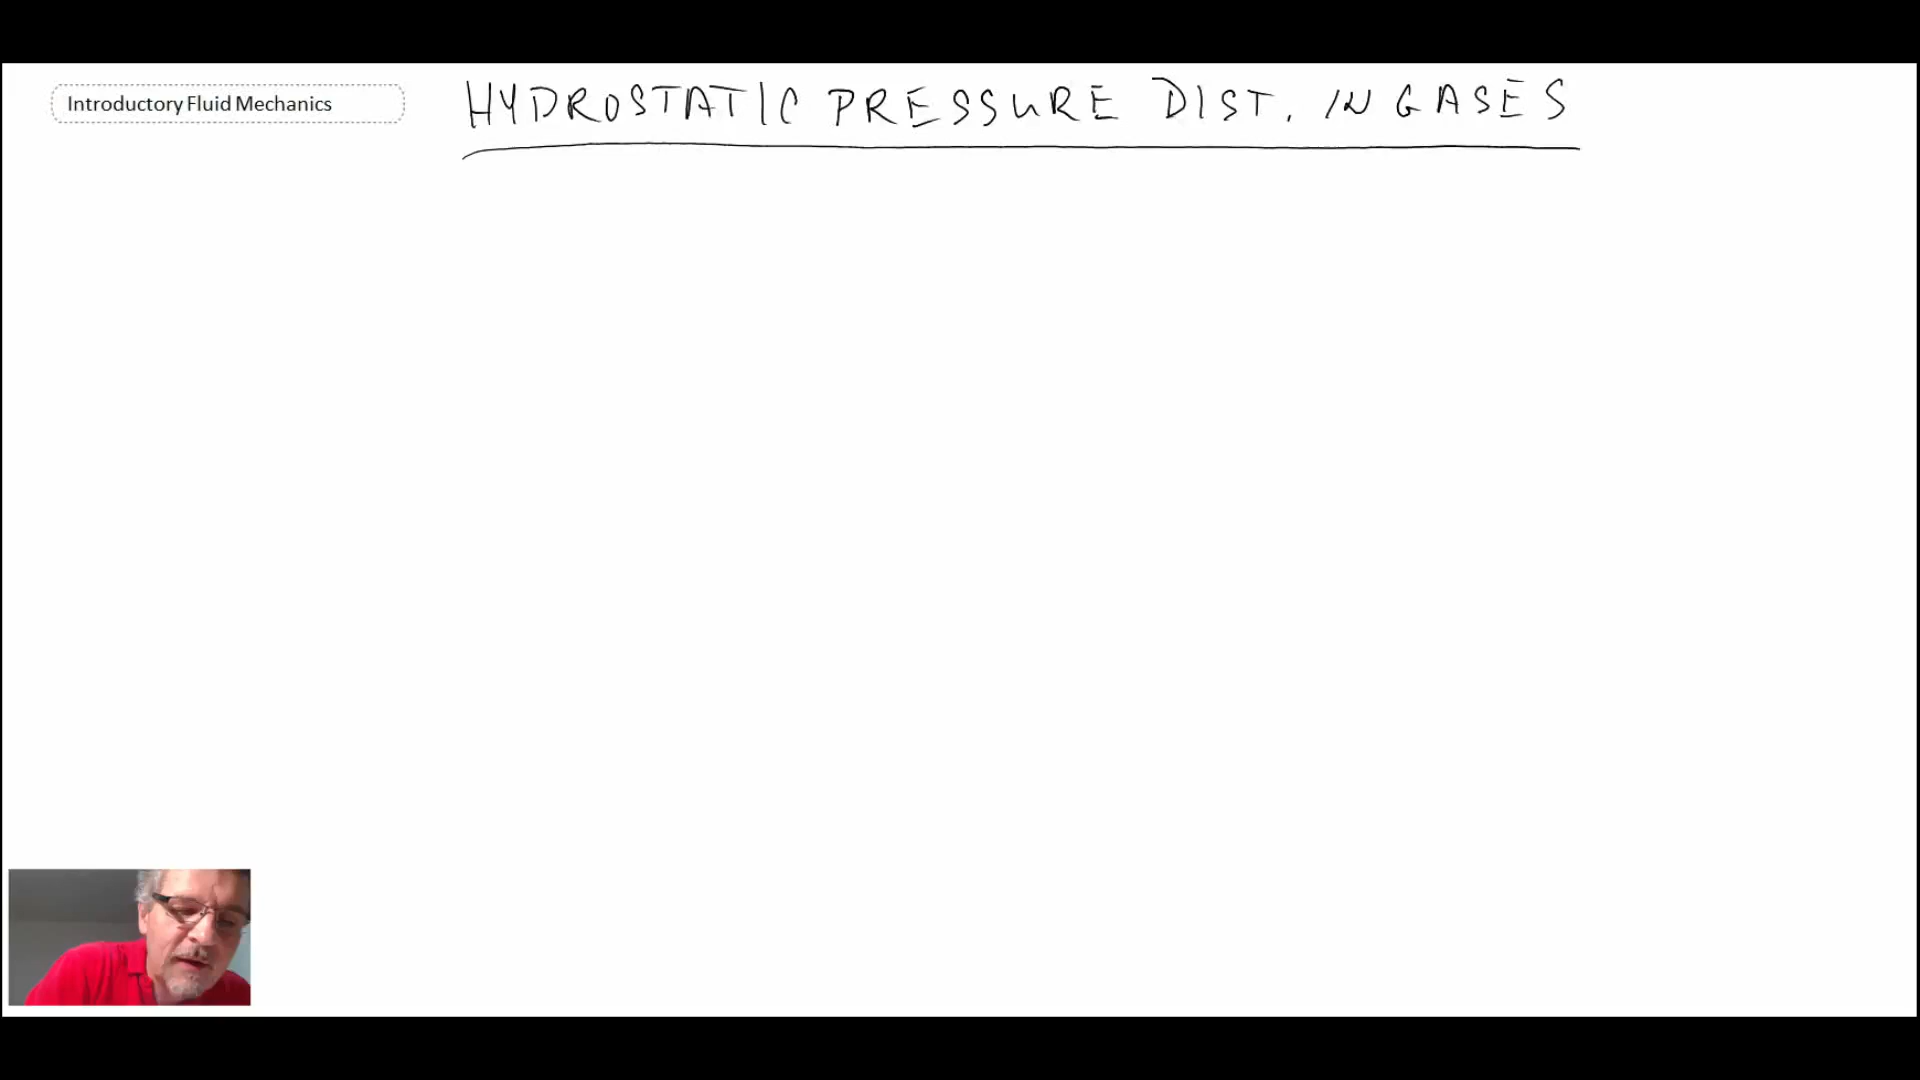 Introductory Fluid Mechanics
HYDROSTATIC PRESSURE DIST. IN GASES